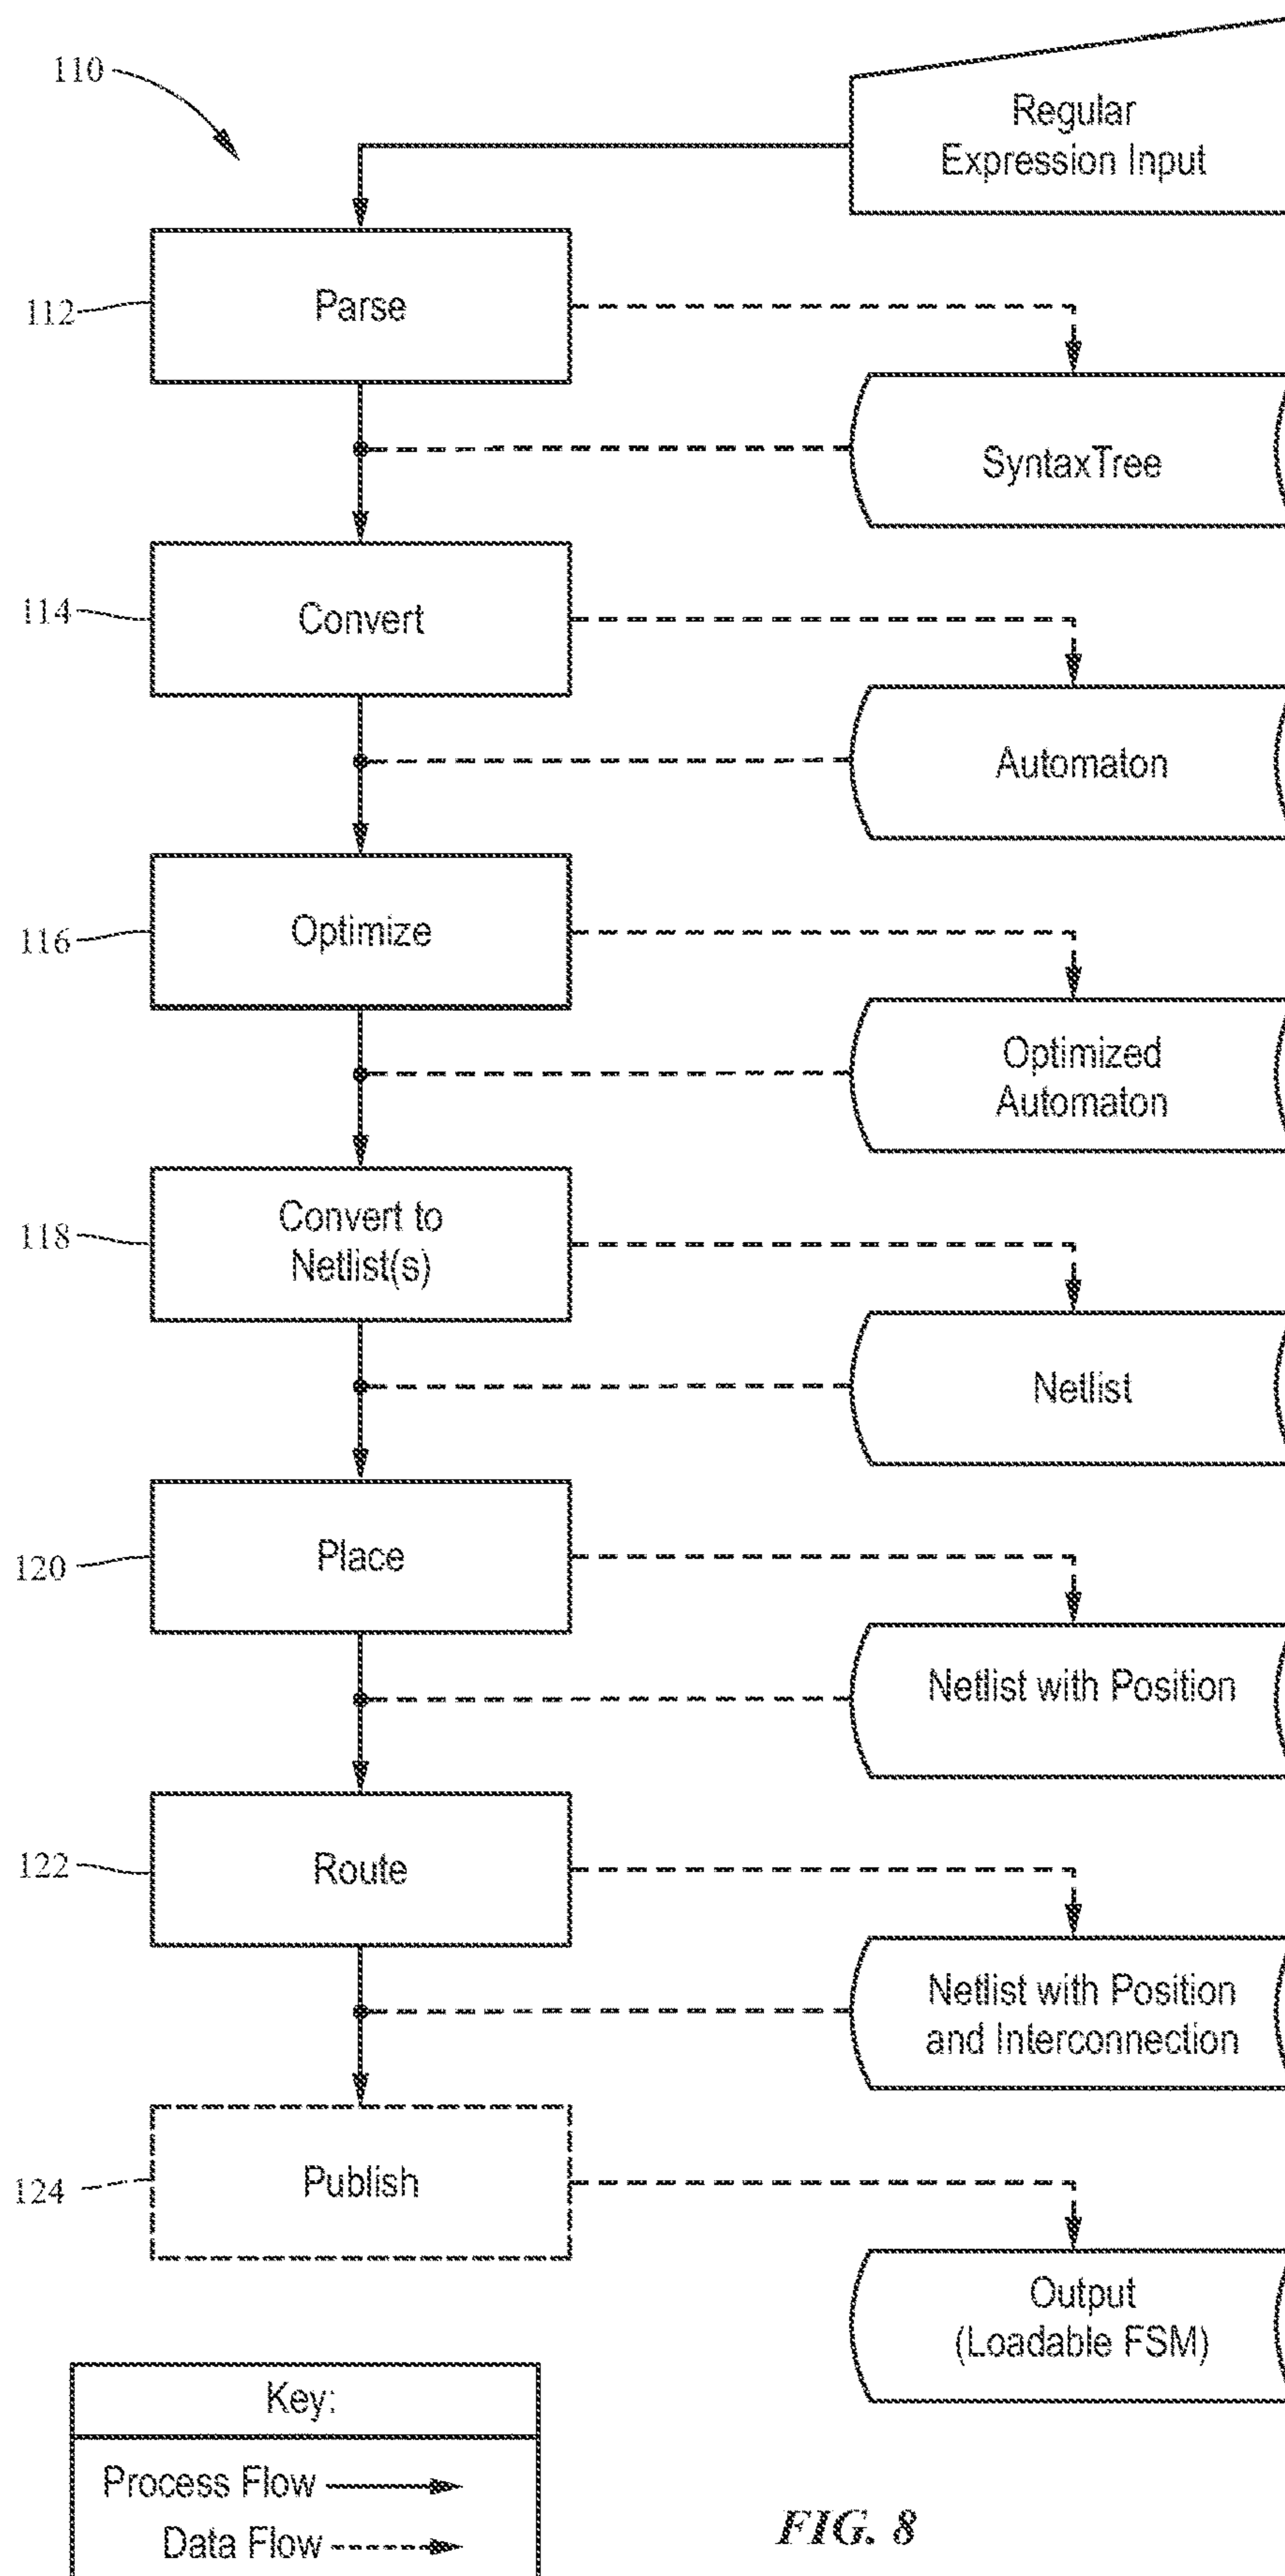 110
Regular
Expression Input
112
Parse
SyntaxTree
114
Convert
Automaton
116
Optimize
Optimized
Automaton
118
Convert to
Netlist(s)
Netlist
120
Place
Netlist with Position
122
Route
Netlist with Position
and Interconnection
124
Publish
Output
(Loadable FSM)
Key:
Process Flow
Data Flow
FIG. 8